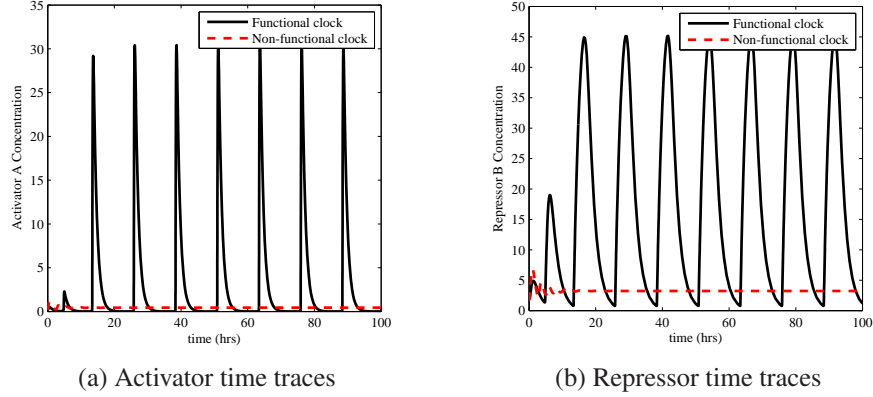 35
30
25
20
15
10
5
0
Activator A Concentration
Functional clock
Non-functional clock
0 20 40 60 80 100
time (hrs)
(a) Activator time traces
50
45
40
35
30
25
20
15
10
5
0
Repressor B Concentration
Functional clock
Non-functional clock
0 20 40 60 80 100
time (hrs)
(b) Repressor time traces